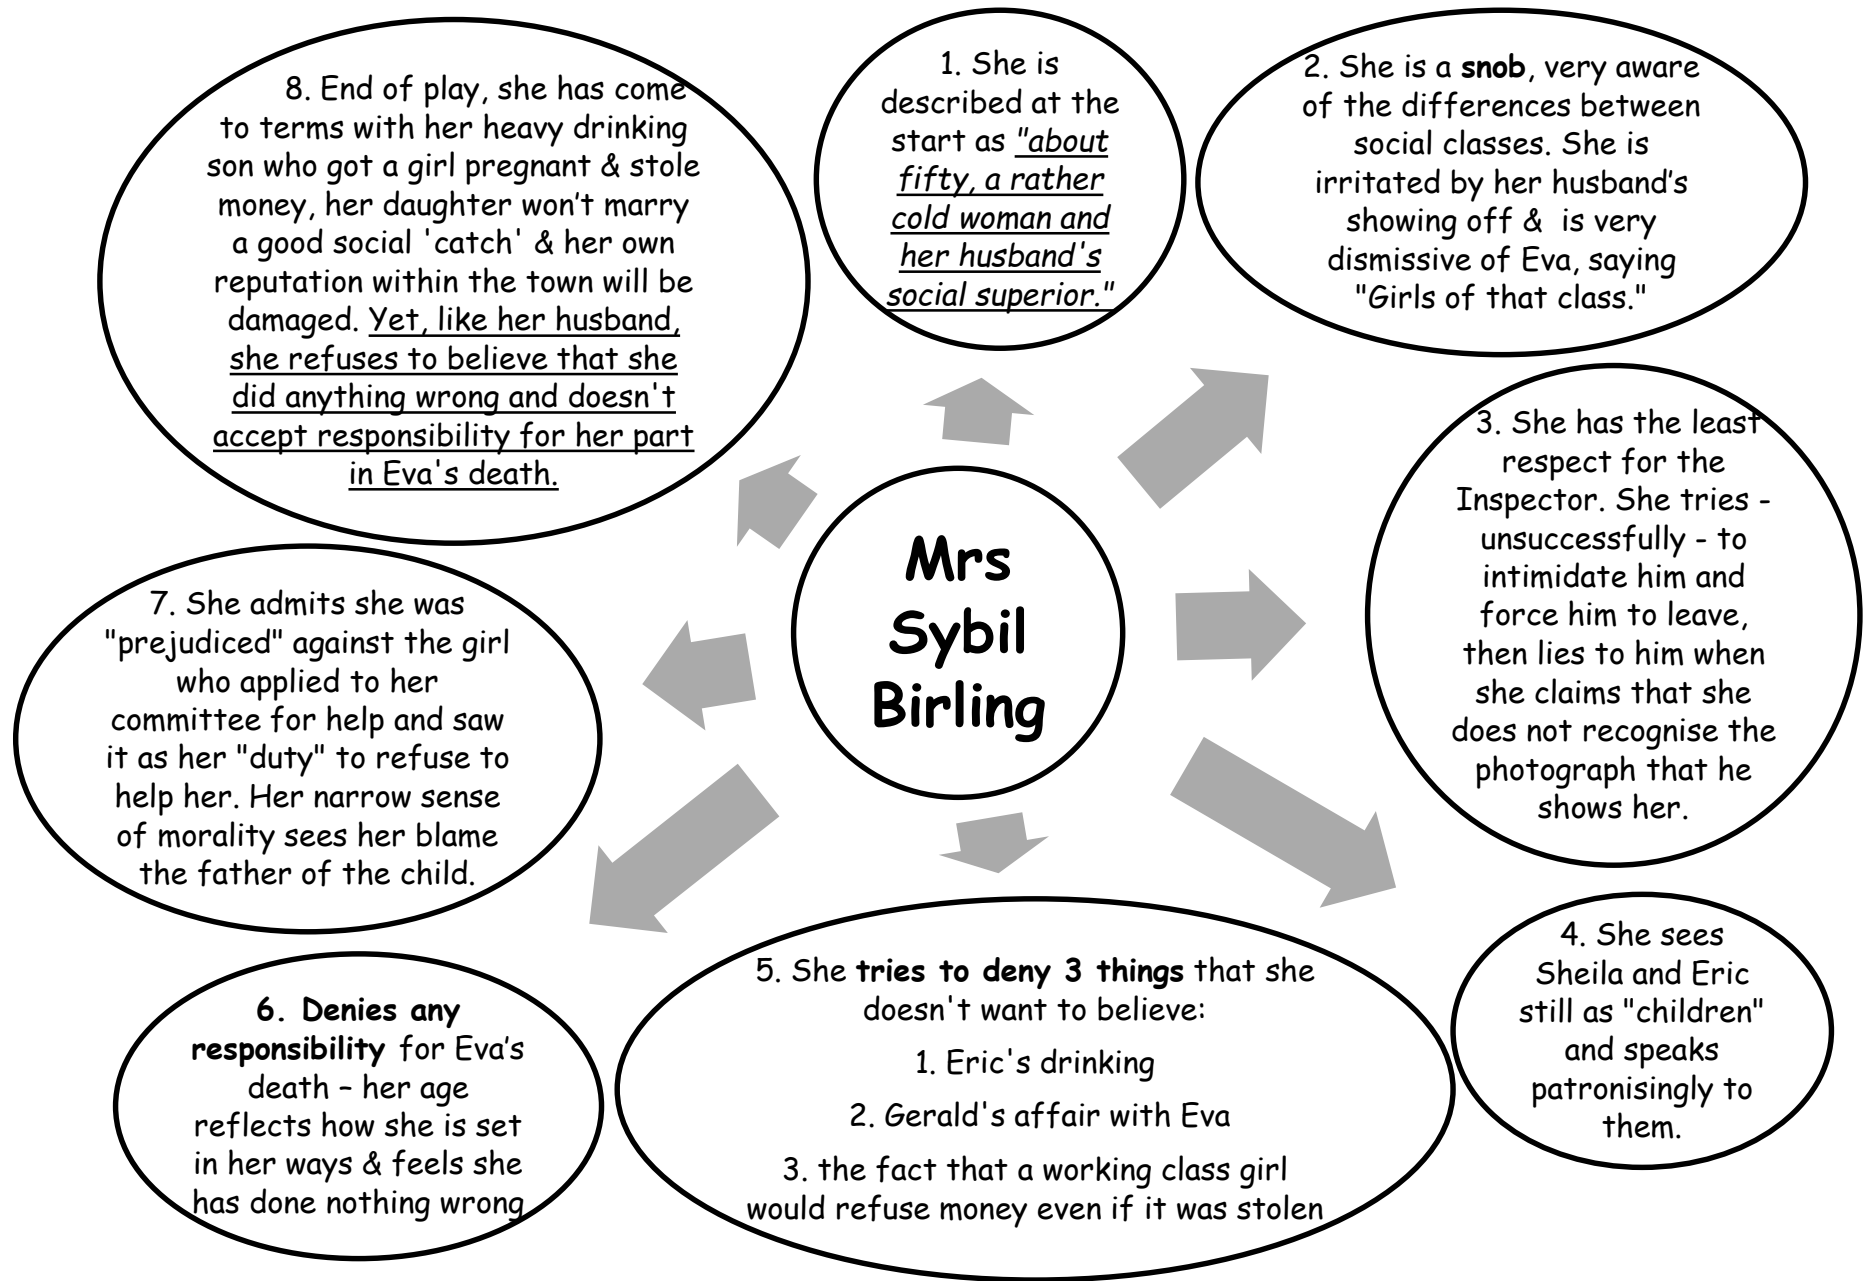 Mrs
Sybil
Birling
1. She is
described at the
start as "about
fifty, a rather
cold woman and
her husband's
social superior."
2. She is a snob, very aware
of the differences between
social classes. She is
irritated by her husband’s
showing off & is very
dismissive of Eva, saying
"Girls of that class."
3. She has the least
respect for the
Inspector. She tries -
unsuccessfully - to
intimidate him and
force him to leave,
then lies to him when
she claims that she
does not recognise the
photograph that he
shows her.
4. She sees
Sheila and Eric
still as "children"
and speaks
patronisingly to
them.
5. She tries to deny 3 things that she
doesn't want to believe:
1. Eric's drinking
2. Gerald's affair with Eva
3. the fact that a working class girl
would refuse money even if it was stolen
6. Denies any
responsibility for Eva’s
death – her age
reflects how she is set
in her ways & feels she
has done nothing wrong
7. She admits she was
"prejudiced" against the girl
who applied to her
committee for help and saw
it as her "duty" to refuse to
help her. Her narrow sense
of morality sees her blame
the father of the child.
8. End of play, she has come
to terms with her heavy drinking
son who got a girl pregnant & stole
money, her daughter won’t marry
a good social 'catch' & her own
reputation within the town will be
damaged. Yet, like her husband,
she refuses to believe that she
did anything wrong and doesn't
accept responsibility for her part
in Eva's death.